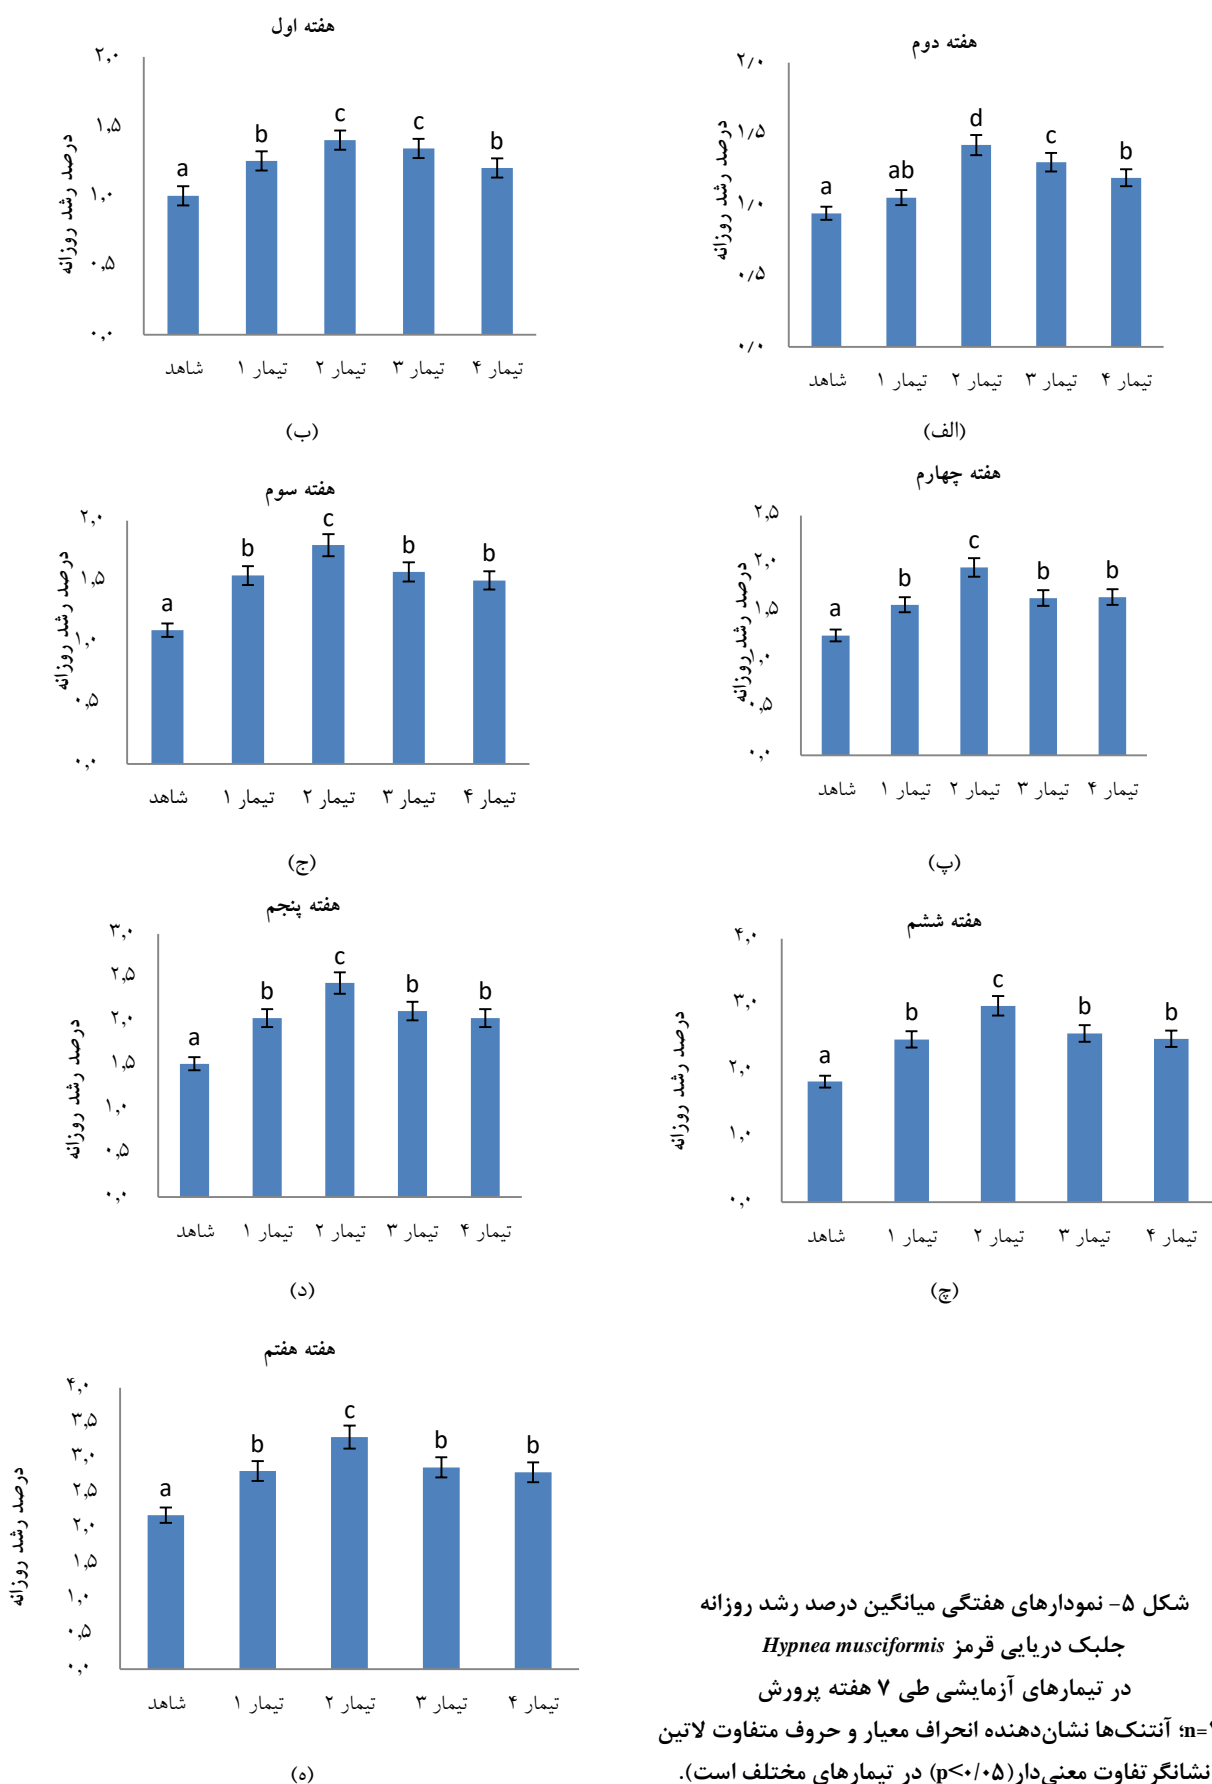 هفته اول
درصد رشد روزانه
۲,۰
۱,۵
۱,۰
۰,۵
۰,۰
a
b
c
c
b
شاهد
تیمار ۱
تیمار ۲
تیمار ۳
تیمار ۴
(ب)
هفته دوم
درصد رشد روزانه
۲/۰
۱/۵
۱/۰
۰/۵
۰/۰
a
ab
d
c
b
شاهد
تیمار ۱
تیمار ۲
تیمار ۳
تیمار ۴
(الف)
هفته سوم
درصد رشد روزانه
۲,۰
۱,۵
۱,۰
۰,۵
۰,۰
a
b
c
b
b
شاهد
تیمار ۱
تیمار ۲
تیمار ۳
تیمار ۴
(ج)
هفته چهارم
درصد رشد روزانه
۲,۵
۲,۰
۱,۵
۱,۰
۰,۵
۰,۰
a
b
c
b
b
شاهد
تیمار ۱
تیمار ۲
تیمار ۳
تیمار ۴
(پ)
هفته پنجم
درصد رشد روزانه
۳,۰
۲,۵
۲,۰
۱,۵
۱,۰
۰,۵
۰,۰
a
b
c
b
b
شاهد
تیمار ۱
تیمار ۲
تیمار ۳
تیمار ۴
(د)
هفته ششم
درصد رشد روزانه
۴,۰
۳,۰
۲,۰
۱,۰
۰,۰
a
b
c
b
b
شاهد
تیمار ۱
تیمار ۲
تیمار ۳
تیمار ۴
(چ)
هفته هفتم
درصد رشد روزانه
۴,۰
۳,۵
۳,۰
۲,۵
۲,۰
۱,۵
۱,۰
۰,۵
۰,۰
a
b
c
b
b
شاهد
تیمار ۱
تیمار ۲
تیمار ۳
تیمار ۴
(ه)
شکل ۵- نمودارهای هفتگی میانگین درصد رشد روزانه
جلبک دریایی قرمز Hypnea musciformis
در تیمارهای آزمایشی طی ۷ هفته پرورش
n=؛ آنتنک‌ها نشان‌دهنده انحراف معیار و حروف متفاوت لاتین
نشانگر تفاوت معنی‌دار(p<۰/۰۵) در تیمارهای مختلف است).